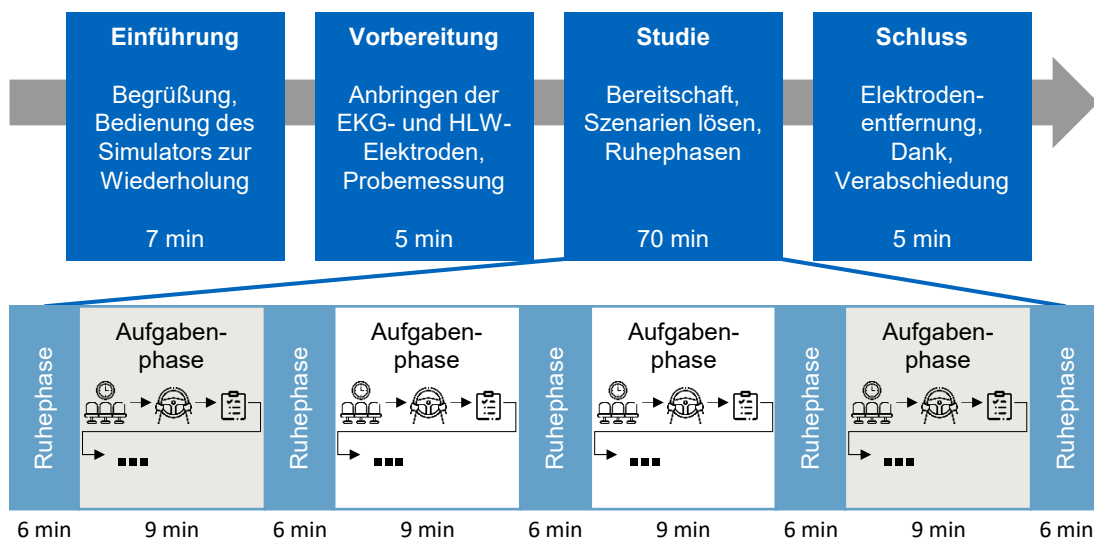 Einführung
Begrüßung,
Bedienung des
Simulators zur
Wiederholung
7 min
Vorbereitung
Anbringen der
EKG- und HLW-
Elektroden,
Probemessung
5 min
Studie
Bereitschaft,
Szenarien lösen,
Ruhephasen
70 min
Schluss
Elektroden-
entfernung,
Dank,
Verabschiedung
5 min
Ruhephase
Aufgaben-
phase
Ruhephase
Aufgaben-
phase
Ruhephase
Aufgaben-
phase
Ruhephase
Aufgaben-
phase
Ruhephase
6 min
9 min
6 min
9 min
6 min
9 min
6 min
9 min
6 min